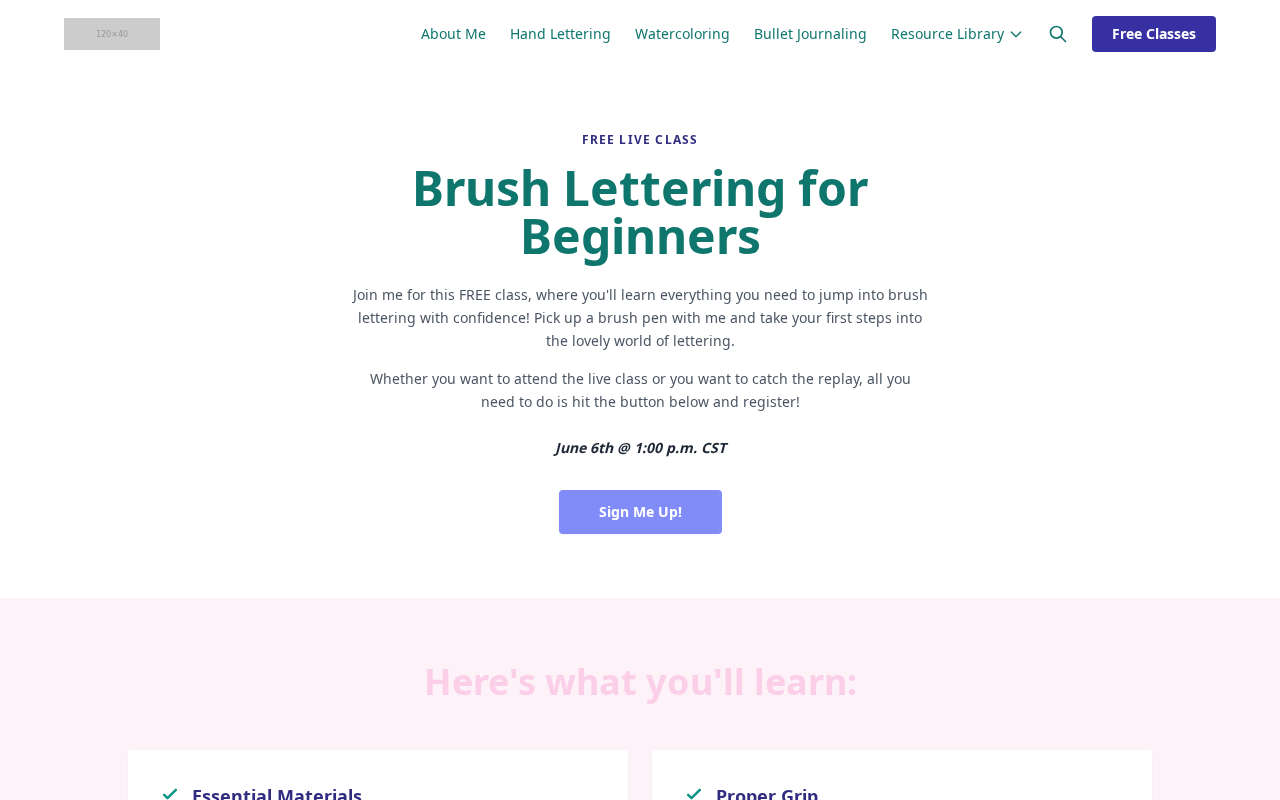 120×40
About Me
Hand Lettering
Watercoloring
Bullet Journaling
Resource Library
Free Classes
FREE LIVE CLASS
Brush Lettering for
Beginners
Join me for this FREE class, where you'll learn everything you need to jump into brush
lettering with confidence! Pick up a brush pen with me and take your first steps into
the lovely world of lettering.
Whether you want to attend the live class or you want to catch the replay, all you
need to do is hit the button below and register!
June 6th @ 1:00 p.m. CST
Sign Me Up!
Here's what you'll learn:
Essential Materials
Proper Grip